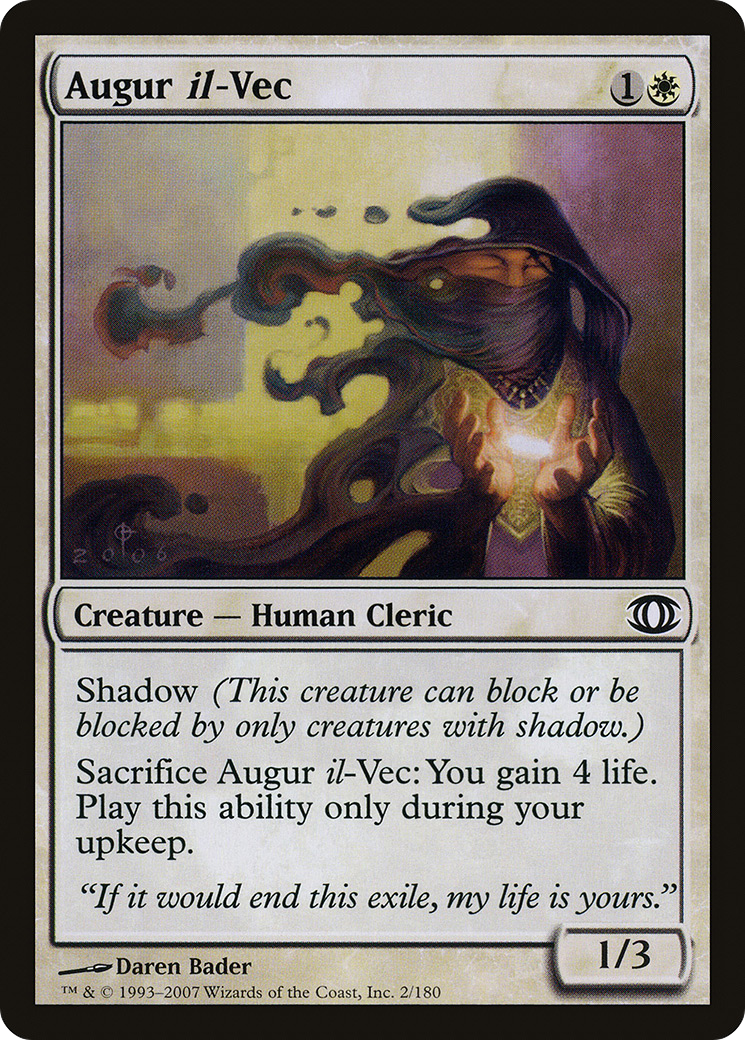 Augur il-Vec 1
2006
Creature — Human Cleric
Shadow (This creature can block or be
blocked by only creatures with shadow.)
Sacrifice Augur il-Vec: You gain 4 life.
Play this ability only during your
upkeep.
“If it would end this exile, my life is yours.”
1/3
Daren Bader
™ & © 1993–2007 Wizards of the Coast, Inc. 2/180